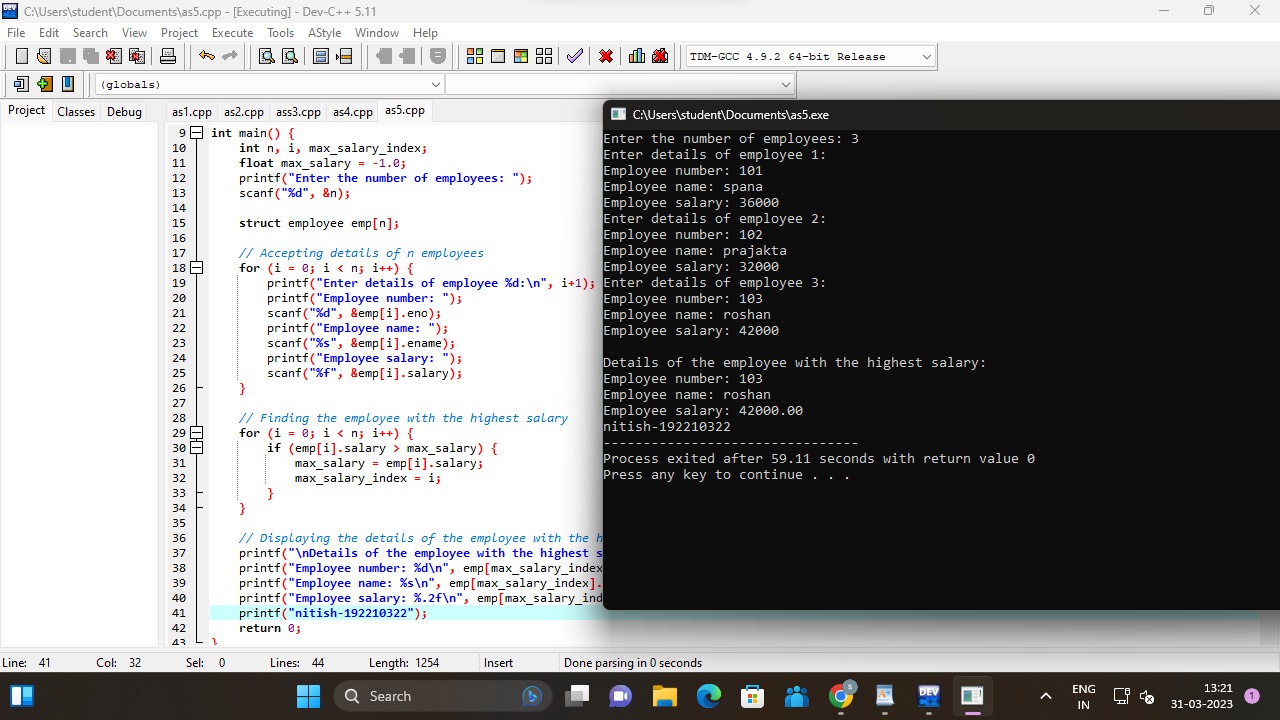 C:\Users\student\Documents\as5.cpp - [Executing] - Dev-C++ 5.11
File Edit Search View Project Execute Tools AStyle Window Help
TDM-GCC 4.9.2 64-bit Release
(globals)
Project Classes Debug as1.cpp as2.cpp ass3.cpp as4.cpp as5.cpp
9 int main() {
10 int n, i, max_salary_index;
11 float max_salary = -1.0;
12 printf("Enter the number of employees: ");
13 scanf("%d", &n);
14
15 struct employee emp[n];
16
17 // Accepting details of n employees
18 for (i = 0; i < n; i++) {
19 printf("Enter details of employee %d:\n", i+1);
20 printf("Employee number: ");
21 scanf("%d", &emp[i].eno);
22 printf("Employee name: ");
23 scanf("%s", &emp[i].ename);
24 printf("Employee salary: ");
25 scanf("%f", &emp[i].salary);
26 }
27
28 // Finding the employee with the highest salary
29 for (i = 0; i < n; i++) {
30 if (emp[i].salary > max_salary) {
31 max_salary = emp[i].salary;
32 max_salary_index = i;
33 }
34 }
35
36 // Displaying the details of the employee with the h
37 printf("\nDetails of the employee with the highest s
38 printf("Employee number: %d\n", emp[max_salary_index
39 printf("Employee name: %s\n", emp[max_salary_index].
40 printf("Employee salary: %.2f\n", emp[max_salary_ind
41 printf("nitish-192210322");
42 return 0;
43 }
C:\Users\student\Documents\as5.exe
Enter the number of employees: 3
Enter details of employee 1:
Employee number: 101
Employee name: spana
Employee salary: 36000
Enter details of employee 2:
Employee number: 102
Employee name: prajakta
Employee salary: 32000
Enter details of employee 3:
Employee number: 103
Employee name: roshan
Employee salary: 42000

Details of the employee with the highest salary:
Employee number: 103
Employee name: roshan
Employee salary: 42000.00
nitish-192210322
--------------------------------
Process exited after 59.11 seconds with return value 0
Press any key to continue . . .
Line: 41 Col: 32 Sel: 0 Lines: 44 Length: 1254 Insert Done parsing in 0 seconds
Search
DEV
S
ENG
IN
13:21
31-03-2023
1